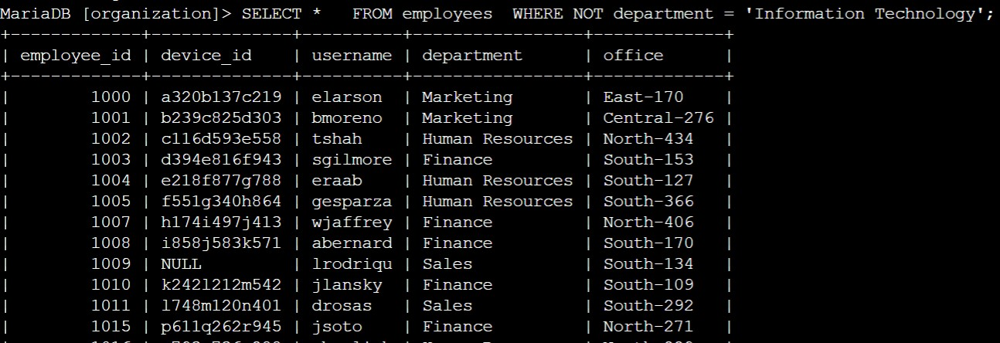 MariaDB [organization]> SELECT *   FROM employees  WHERE NOT department = 'Information Technology';
+-------------+--------------+----------+-----------------+-------------+
| employee_id | device_id    | username | department      | office      |
+-------------+--------------+----------+-----------------+-------------+
|        1000 | a320b137c219 | elarson  | Marketing       | East-170    |
|        1001 | b239c825d303 | bmoreno  | Marketing       | Central-276 |
|        1002 | c116d593e558 | tshah    | Human Resources | North-434   |
|        1003 | d394e816f943 | sgilmore | Finance         | South-153   |
|        1004 | e218f877g788 | eraab    | Human Resources | South-127   |
|        1005 | f551g340h864 | gesparza | Human Resources | South-366   |
|        1007 | h174i497j413 | wjaffrey | Finance         | North-406   |
|        1008 | i858j583k571 | abernard | Finance         | South-170   |
|        1009 | NULL         | lrodriqu | Sales           | South-134   |
|        1010 | k242l212m542 | jlansky  | Finance         | South-109   |
|        1011 | l748m120n401 | drosas   | Sales           | South-292   |
|        1015 | p611q262r945 | jsoto    | Finance         | North-271   |